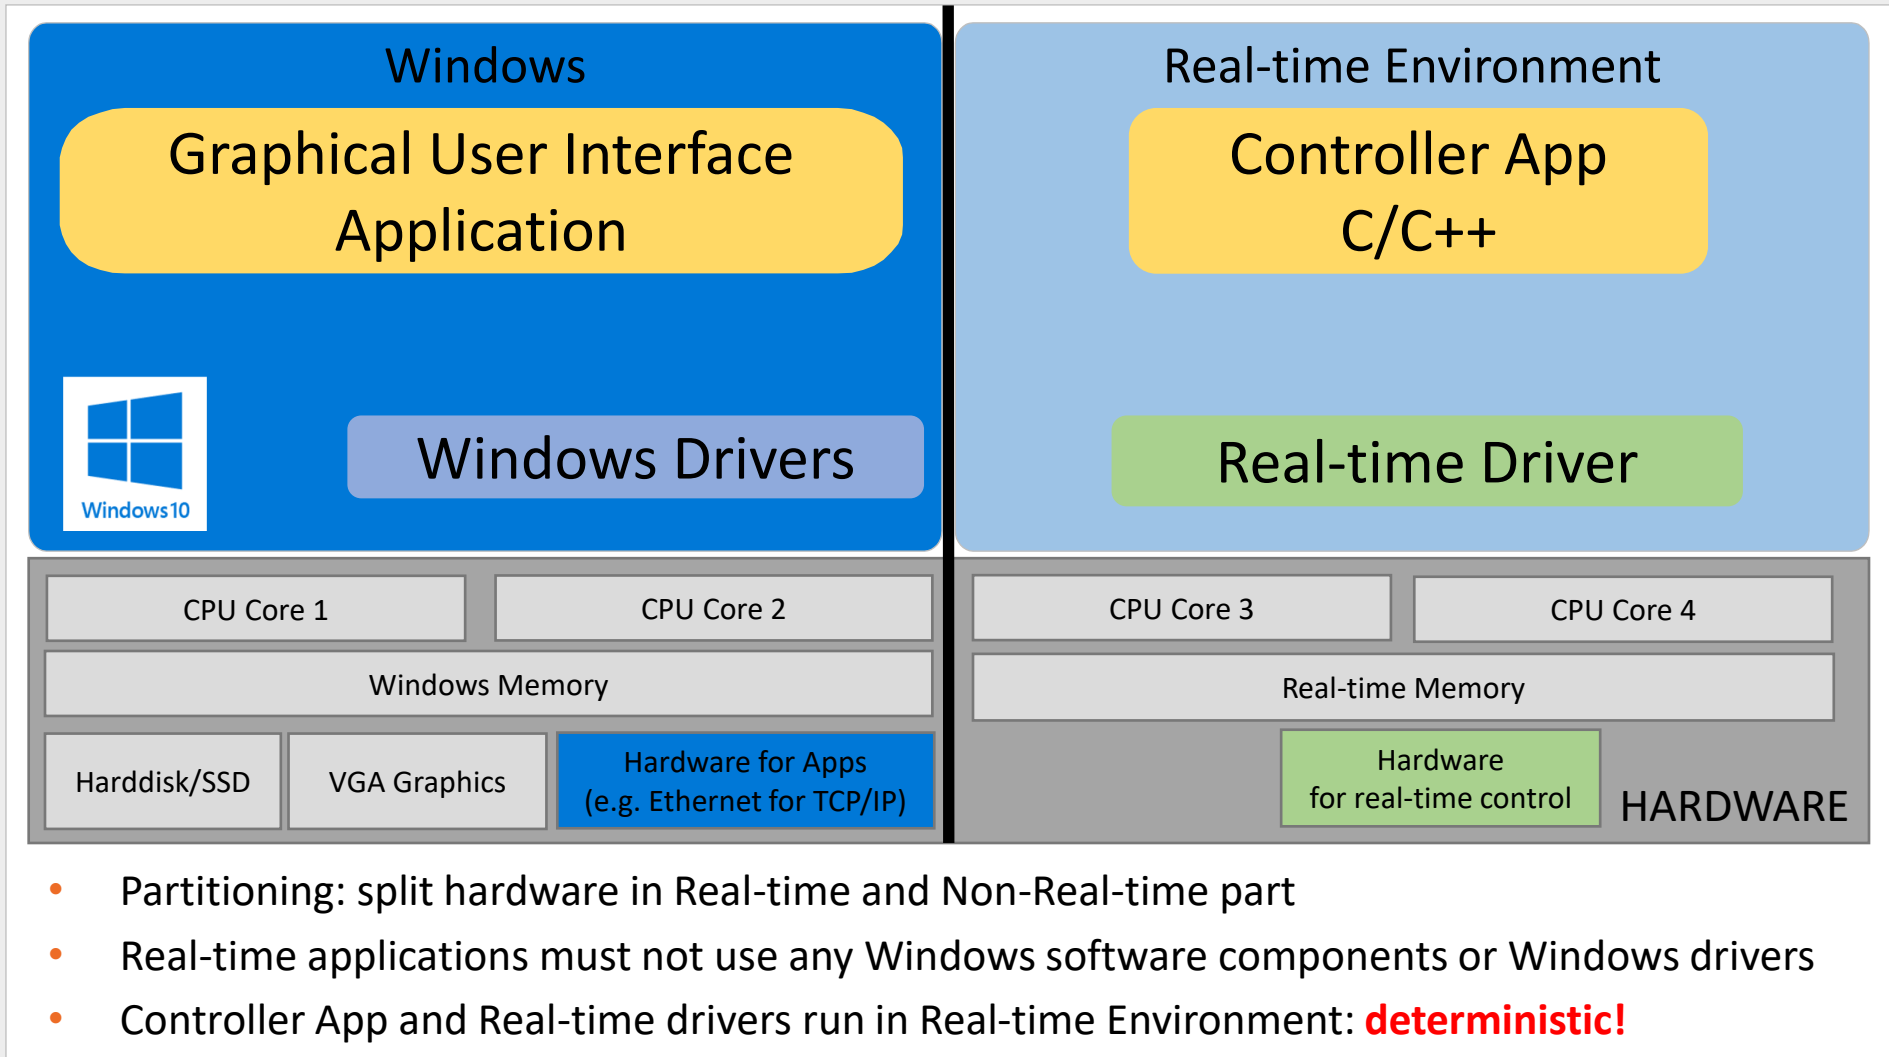 Windows
Graphical User Interface
Application
Windows Drivers
Windows10
Real-time Environment
Controller App
C/C++
Real-time Driver
CPU Core 1
CPU Core 2
CPU Core 3
CPU Core 4
Windows Memory
Real-time Memory
Harddisk/SSD
VGA Graphics
Hardware for Apps
(e.g. Ethernet for TCP/IP)
Hardware
for real-time control
HARDWARE
• Partitioning: split hardware in Real-time and Non-Real-time part
• Real-time applications must not use any Windows software components or Windows drivers
• Controller App and Real-time drivers run in Real-time Environment: deterministic!